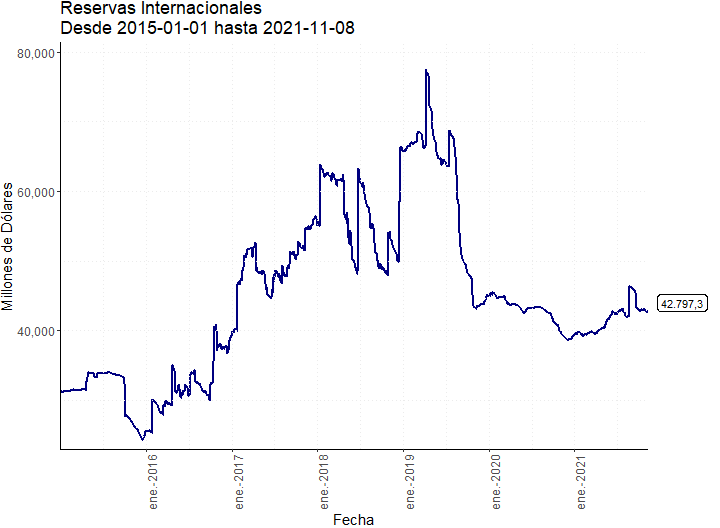 Reservas Internacionales
Desde 2015-01-01 hasta 2021-11-08
Millones de Dólares
80,000
60,000
40,000
42.797,3
ene.-2016
ene.-2017
ene.-2018
ene.-2019
ene.-2020
ene.-2021
Fecha